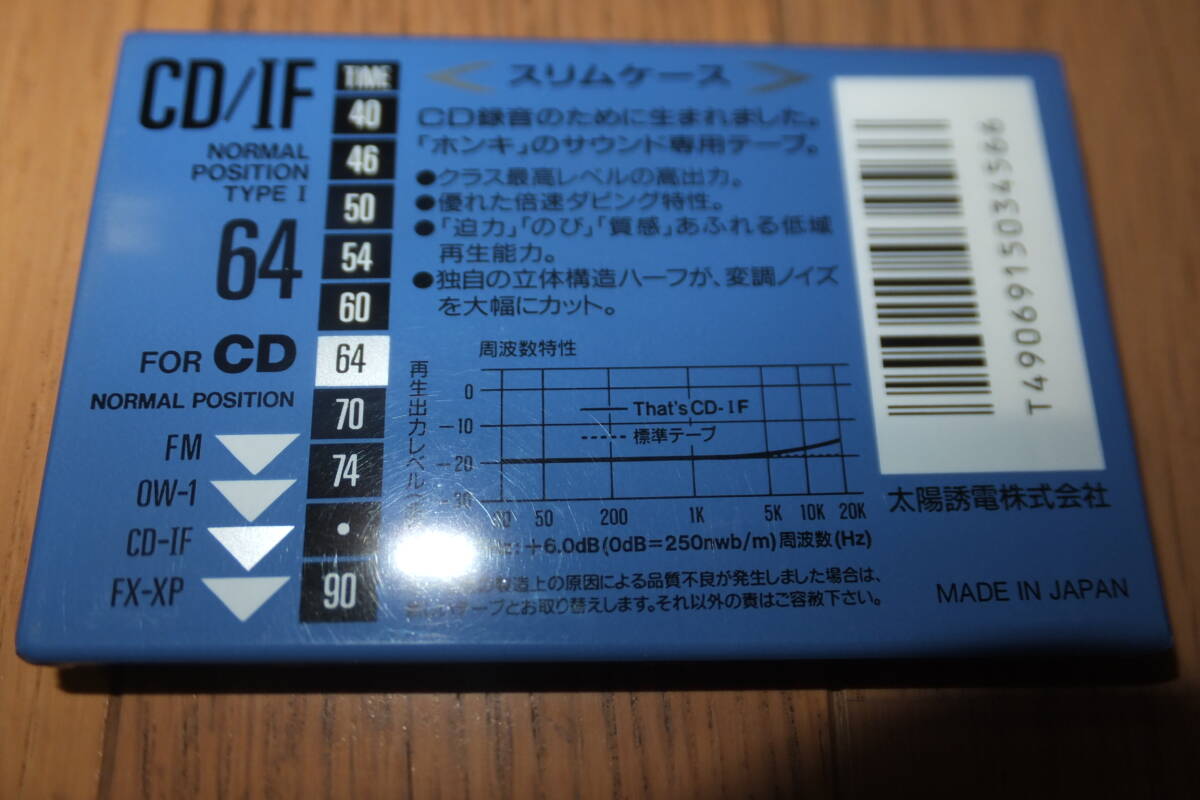 CD/IF
NORMAL
POSITION
TYPE I
64
FOR CD
NORMAL POSITION
FM
OW-1
CD-IF
FX-XP
TIME
40
46
50
54
60
64
70
74
•
90
スリムケース
CD録音のために生まれました。
「ホンキ」のサウンド専用テープ。
●クラス最高レベルの高出力。
●優れた倍速ダビング特性。
●「迫力」「のび」「質感」あふれる低域
再生能力。
●独自の立体構造ハーフが、変調ノイズ
を大幅にカット。
周波数特性
再生出力レベル
0
-10
-20
-30
That's CD-IF
標準テープ
50 200 1K 5K 10K 20K
+6.0dB(0dB=250nwb/m) 周波数(Hz)
製造上の原因による品質不良が発生しました場合は、
テープとお取り替えします。それ以外の責はご容赦下さい。
T4906915034566
太陽誘電株式会社
MADE IN JAPAN